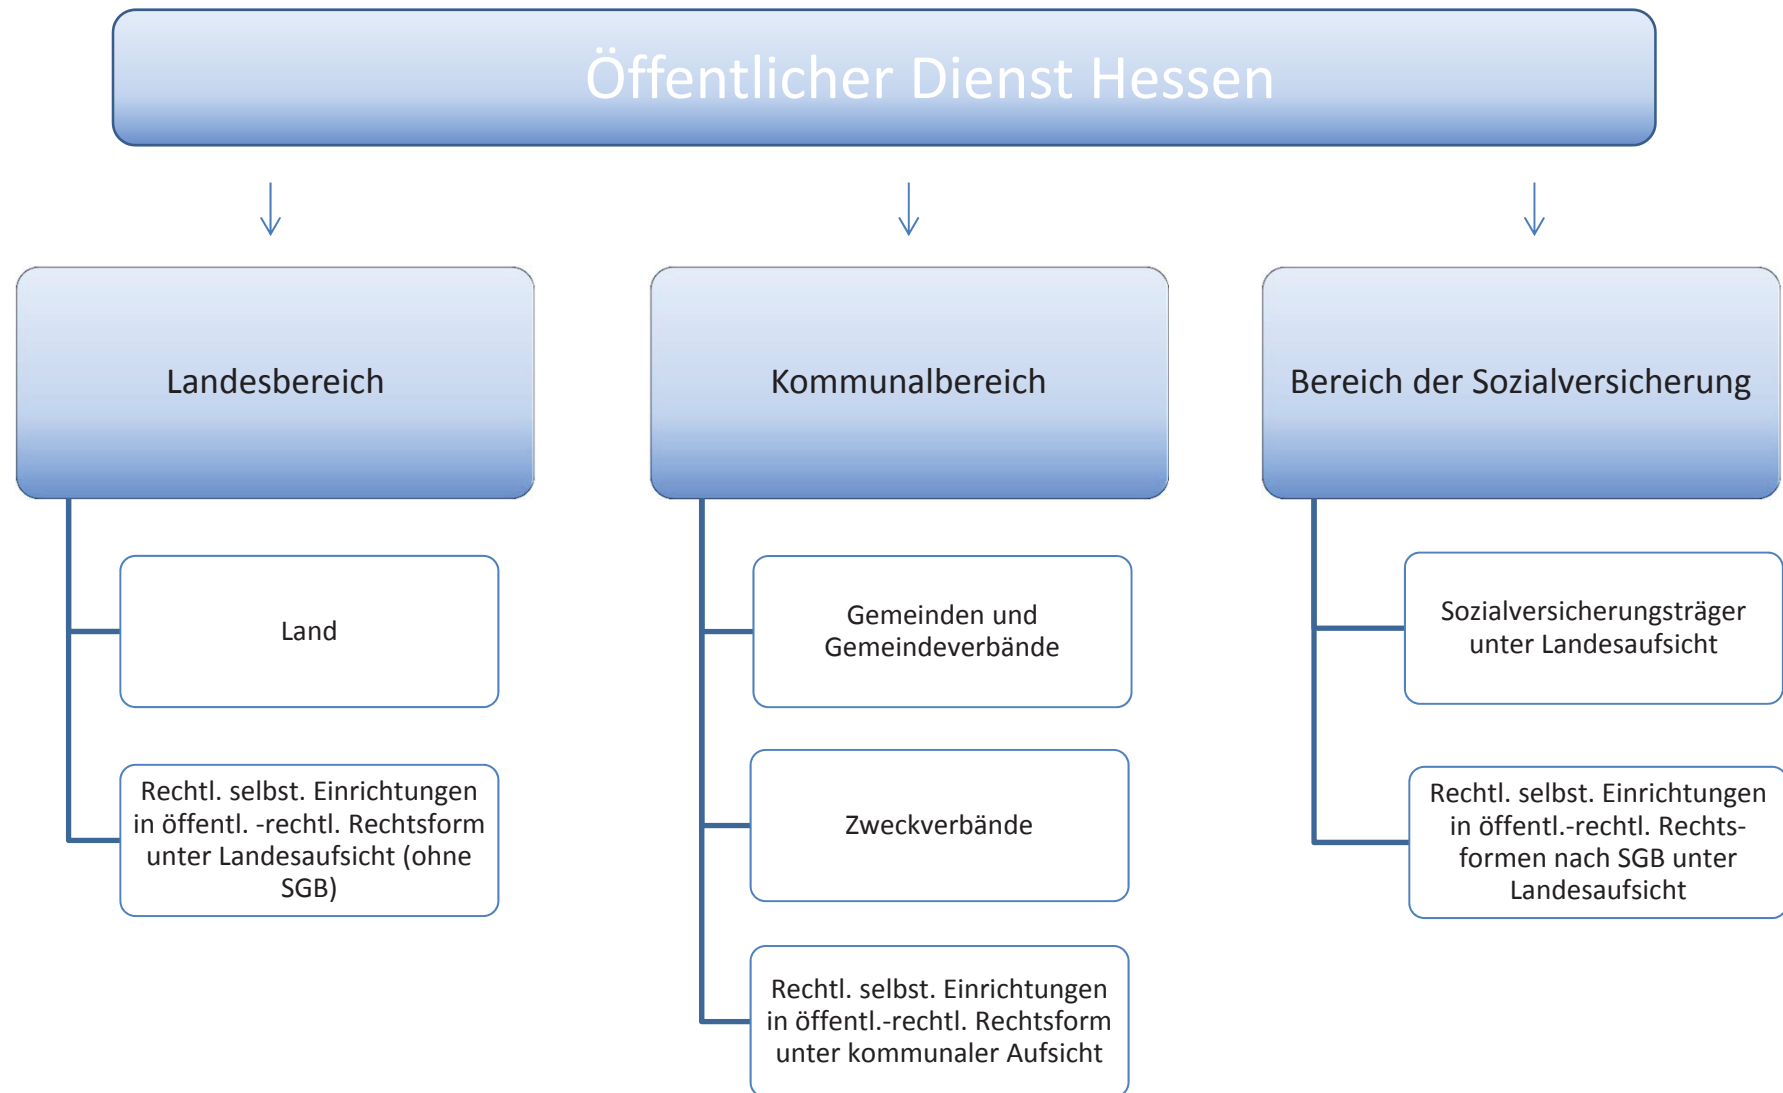 Öffentlicher Dienst Hessen
Landesbereich
Land
Rechtl. selbst. Einrichtungen
in öffentl. -rechtl. Rechtsform
unter Landesaufsicht (ohne
SGB)
Kommunalbereich
Gemeinden und
Gemeindeverbände
Zweckverbände
Rechtl. selbst. Einrichtungen
in öffentl.-rechtl. Rechtsform
unter kommunaler Aufsicht
Bereich der Sozialversicherung
Sozialversicherungsträger
unter Landesaufsicht
Rechtl. selbst. Einrichtungen
in öffentl.-rechtl. Rechts-
formen nach SGB unter
Landesaufsicht